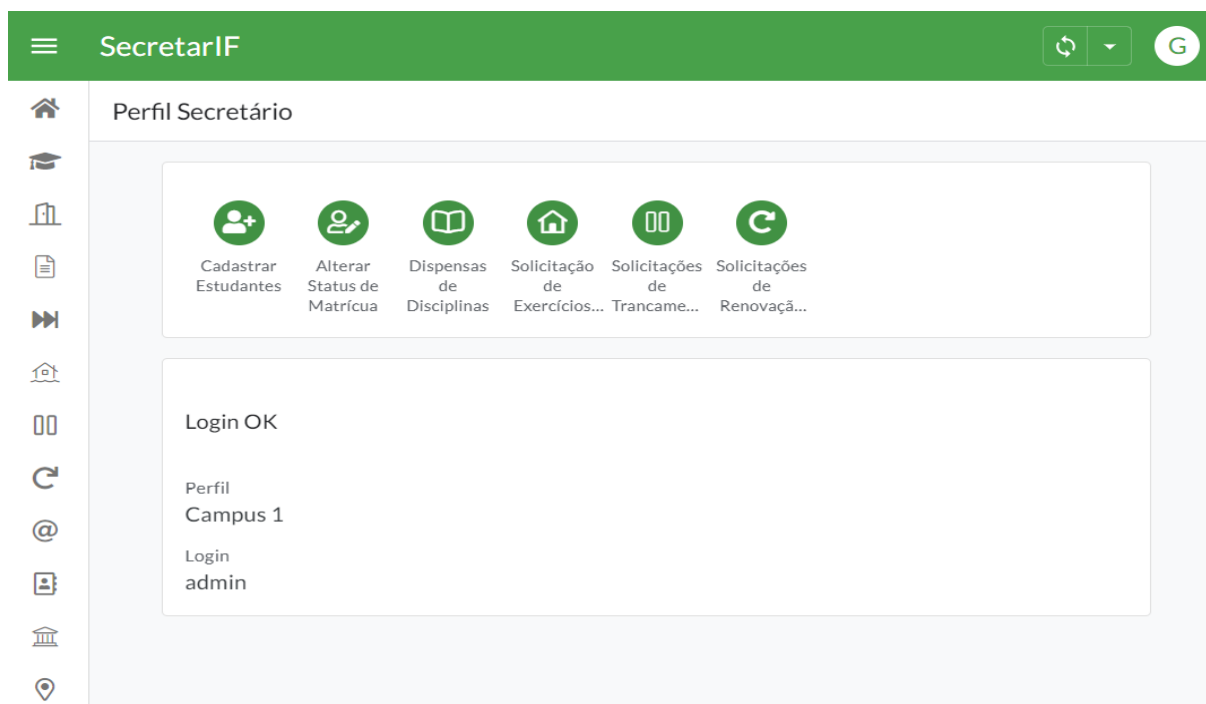 SecretarIF
G
Perfil Secretário
Cadastrar
Estudantes
Alterar
Status de
Matrícua
Dispensas
de
Disciplinas
Solicitação
de
Exercícios...
Solicitações
de
Trancame...
Solicitações
de
Renovaçã...
Login OK
Perfil
Campus 1
Login
admin